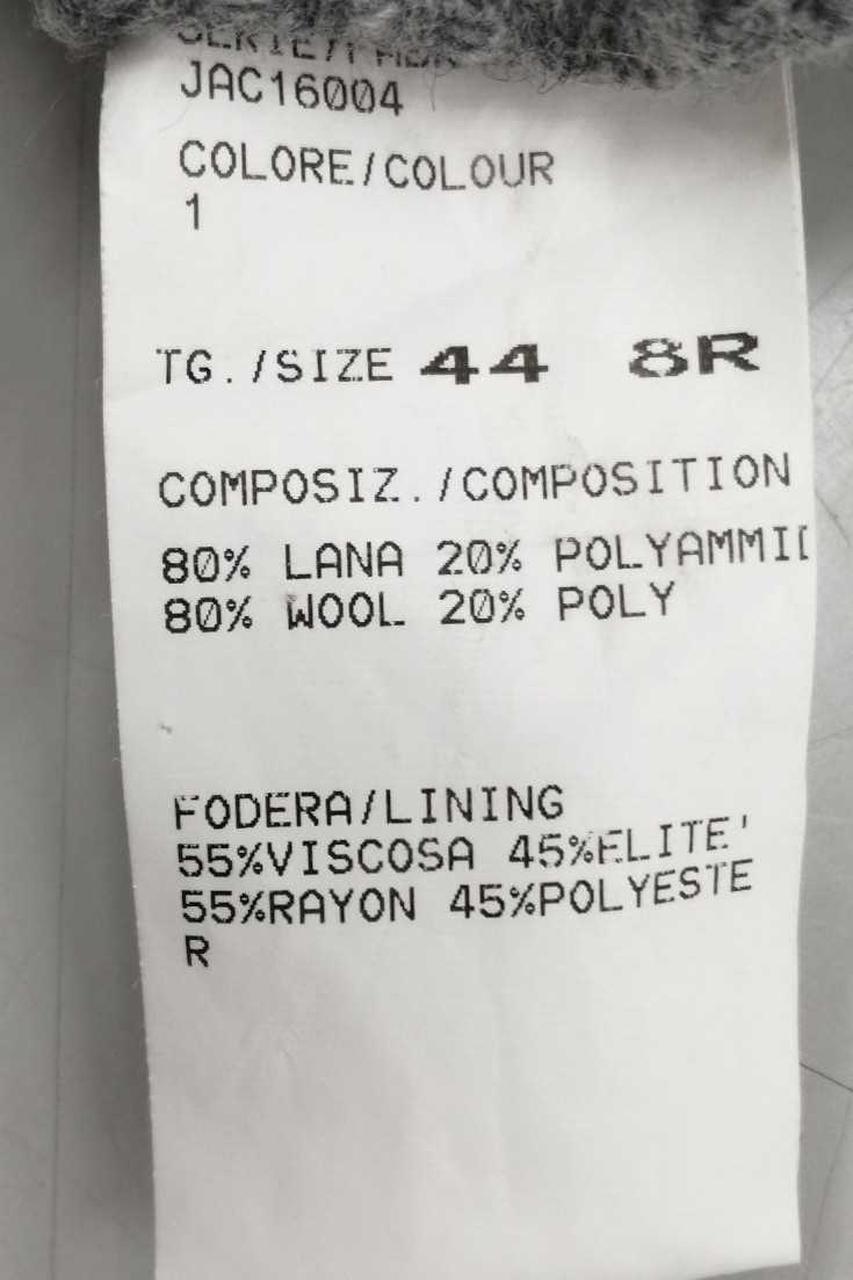 JAC16004
COLORE/COLOUR
1
TG./SIZE 44 8R
COMPOSIZ./COMPOSITION
80% LANA 20% POLYAMMID
80% WOOL 20% POLY
FODERA/LINING
55%VISCOSA 45%ELITE'
55%RAYON 45%POLYESTE
R